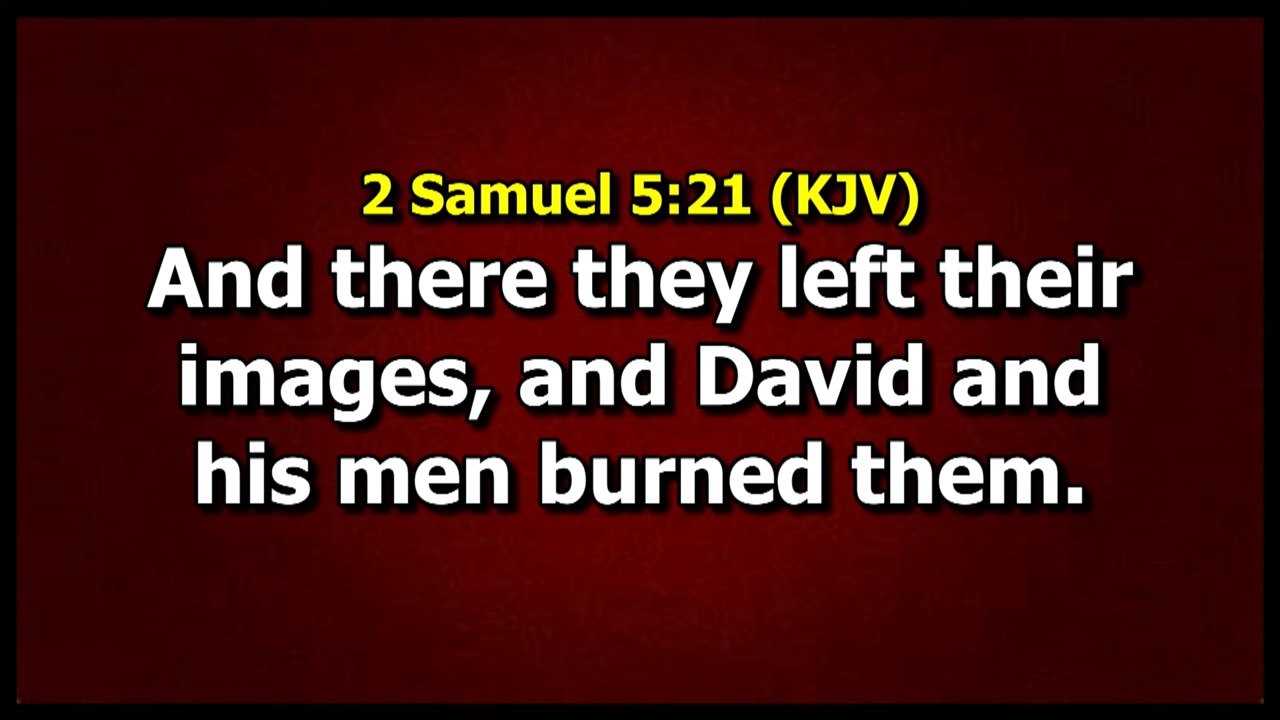 2 Samuel 5:21 (KJV)
And there they left their
images, and David and
his men burned them.